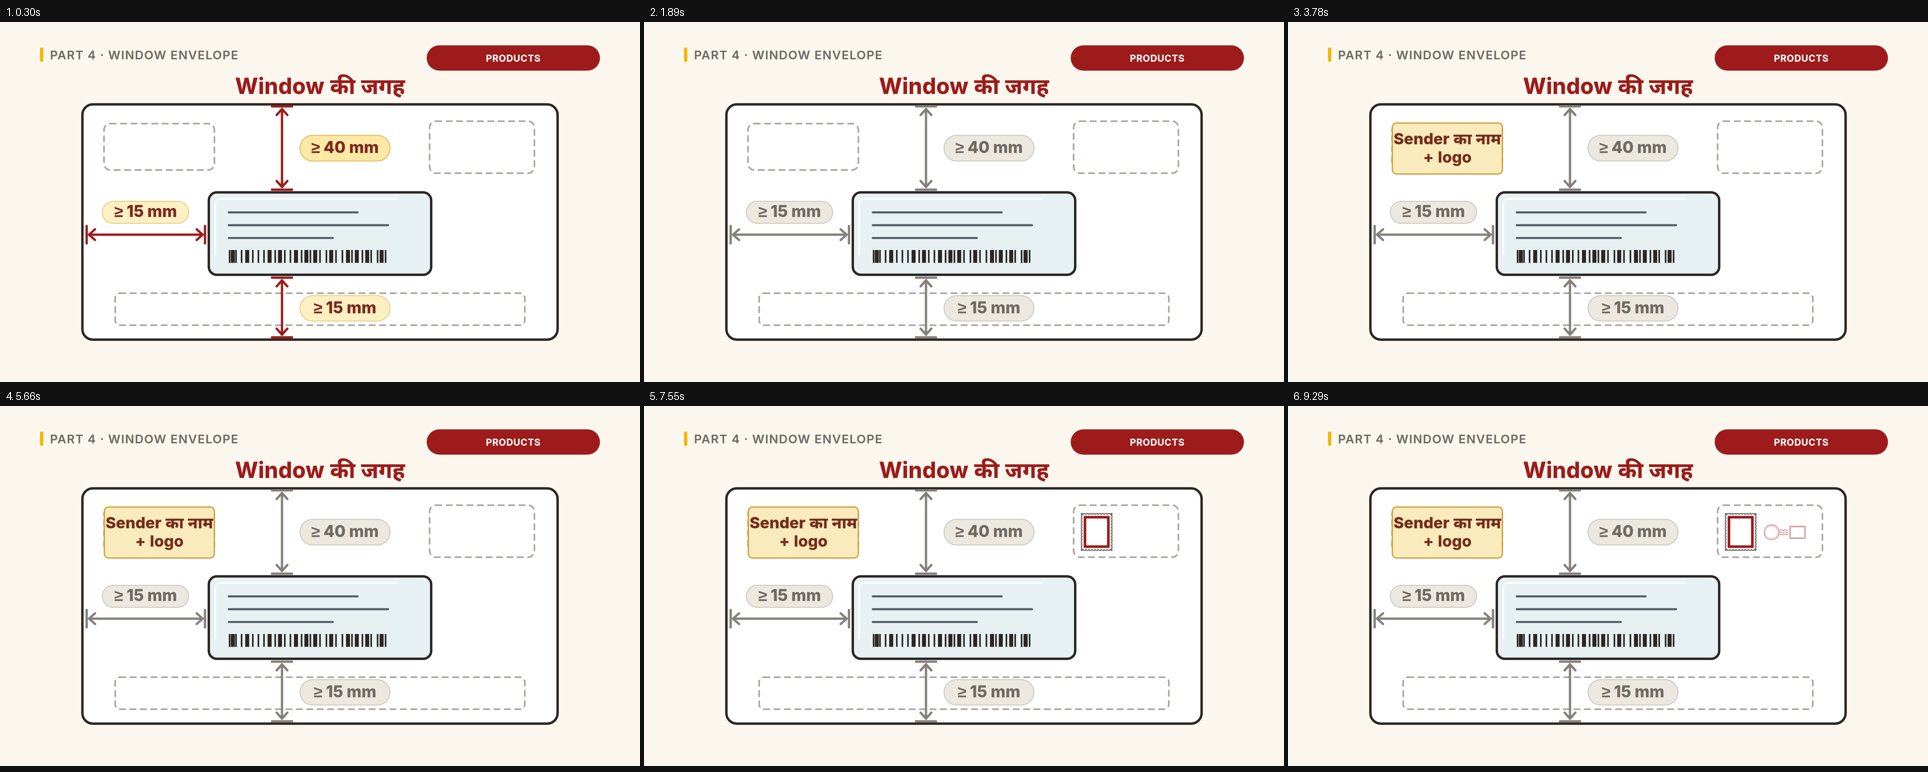 1. 0.30s
PART 4 · WINDOW ENVELOPE
PRODUCTS
Window की जगह
≥ 40 mm
≥ 15 mm
≥ 15 mm
2. 1.89s
PART 4 · WINDOW ENVELOPE
PRODUCTS
Window की जगह
≥ 40 mm
≥ 15 mm
≥ 15 mm
3. 3.78s
PART 4 · WINDOW ENVELOPE
PRODUCTS
Window की जगह
Sender का नाम
+ logo
≥ 40 mm
≥ 15 mm
≥ 15 mm
4. 5.66s
PART 4 · WINDOW ENVELOPE
PRODUCTS
Window की जगह
Sender का नाम
+ logo
≥ 40 mm
≥ 15 mm
≥ 15 mm
5. 7.55s
PART 4 · WINDOW ENVELOPE
PRODUCTS
Window की जगह
Sender का नाम
+ logo
≥ 40 mm
≥ 15 mm
≥ 15 mm
6. 9.29s
PART 4 · WINDOW ENVELOPE
PRODUCTS
Window की जगह
Sender का नाम
+ logo
≥ 40 mm
≥ 15 mm
≥ 15 mm